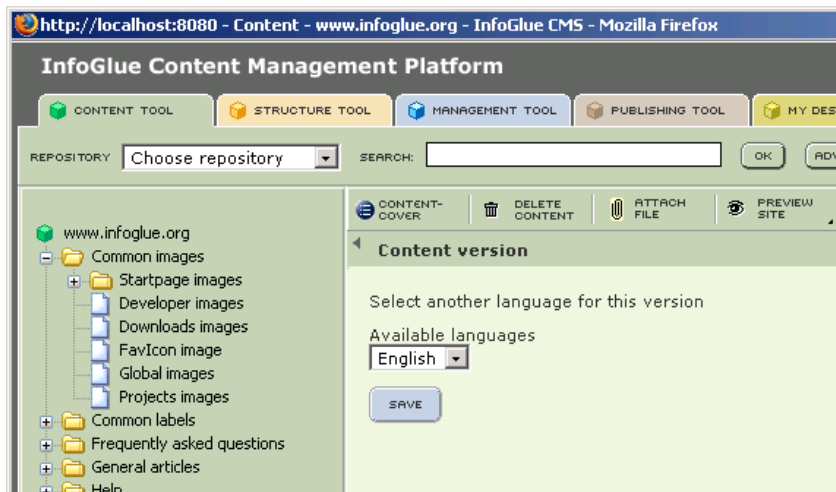 http://localhost:8080 - Content - www.infoglue.org - InfoGlue CMS - Mozilla Firefox
InfoGlue Content Management Platform
CONTENT TOOL STRUCTURE TOOL MANAGEMENT TOOL PUBLISHING TOOL MY DES
REPOSITORY Choose repository SEARCH: OK ADV
CONTENT-COVER DELETE CONTENT ATTACH FILE PREVIEW SITE
www.infoglue.org
Common images
Startpage images
Developer images
Downloads images
FavIcon image
Global images
Projects images
Common labels
Frequently asked questions
General articles
Help
Content version
Select another language for this version
Available languages
English
SAVE